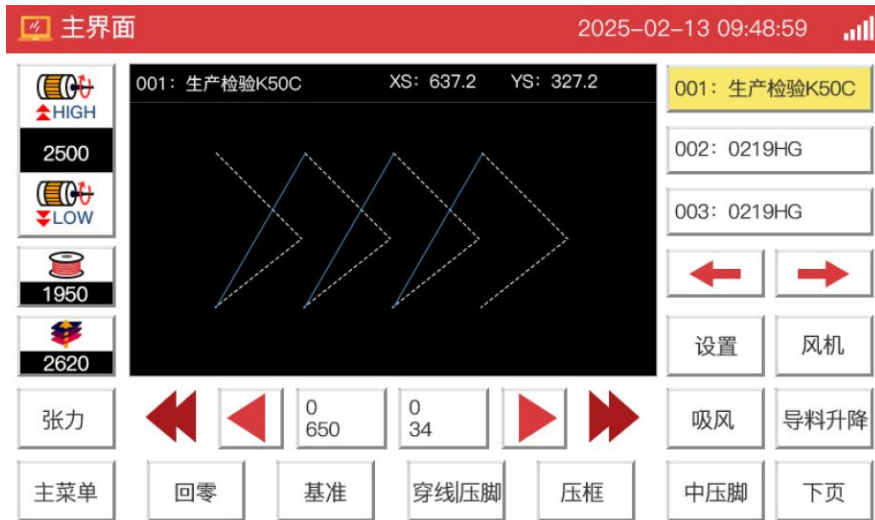 主界面 2025-02-13 09:48:59
HIGH
2500
LOW
1950
2620
001: 生产检验K50C XS: 637.2 YS: 327.2
001: 生产检验K50C
002: 0219HG
003: 0219HG
设置 风机
张力
0
650
0
34
吸风 导料升降
主菜单 回零 基准 穿线|压脚 压框 中压脚 下页